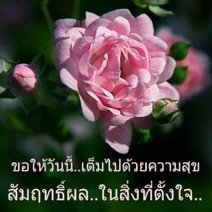 ขอให้วันนี้..เต็มไปด้วยความสุข
สัมฤทธิ์ผล..ในสิ่งที่ตั้งใจ..